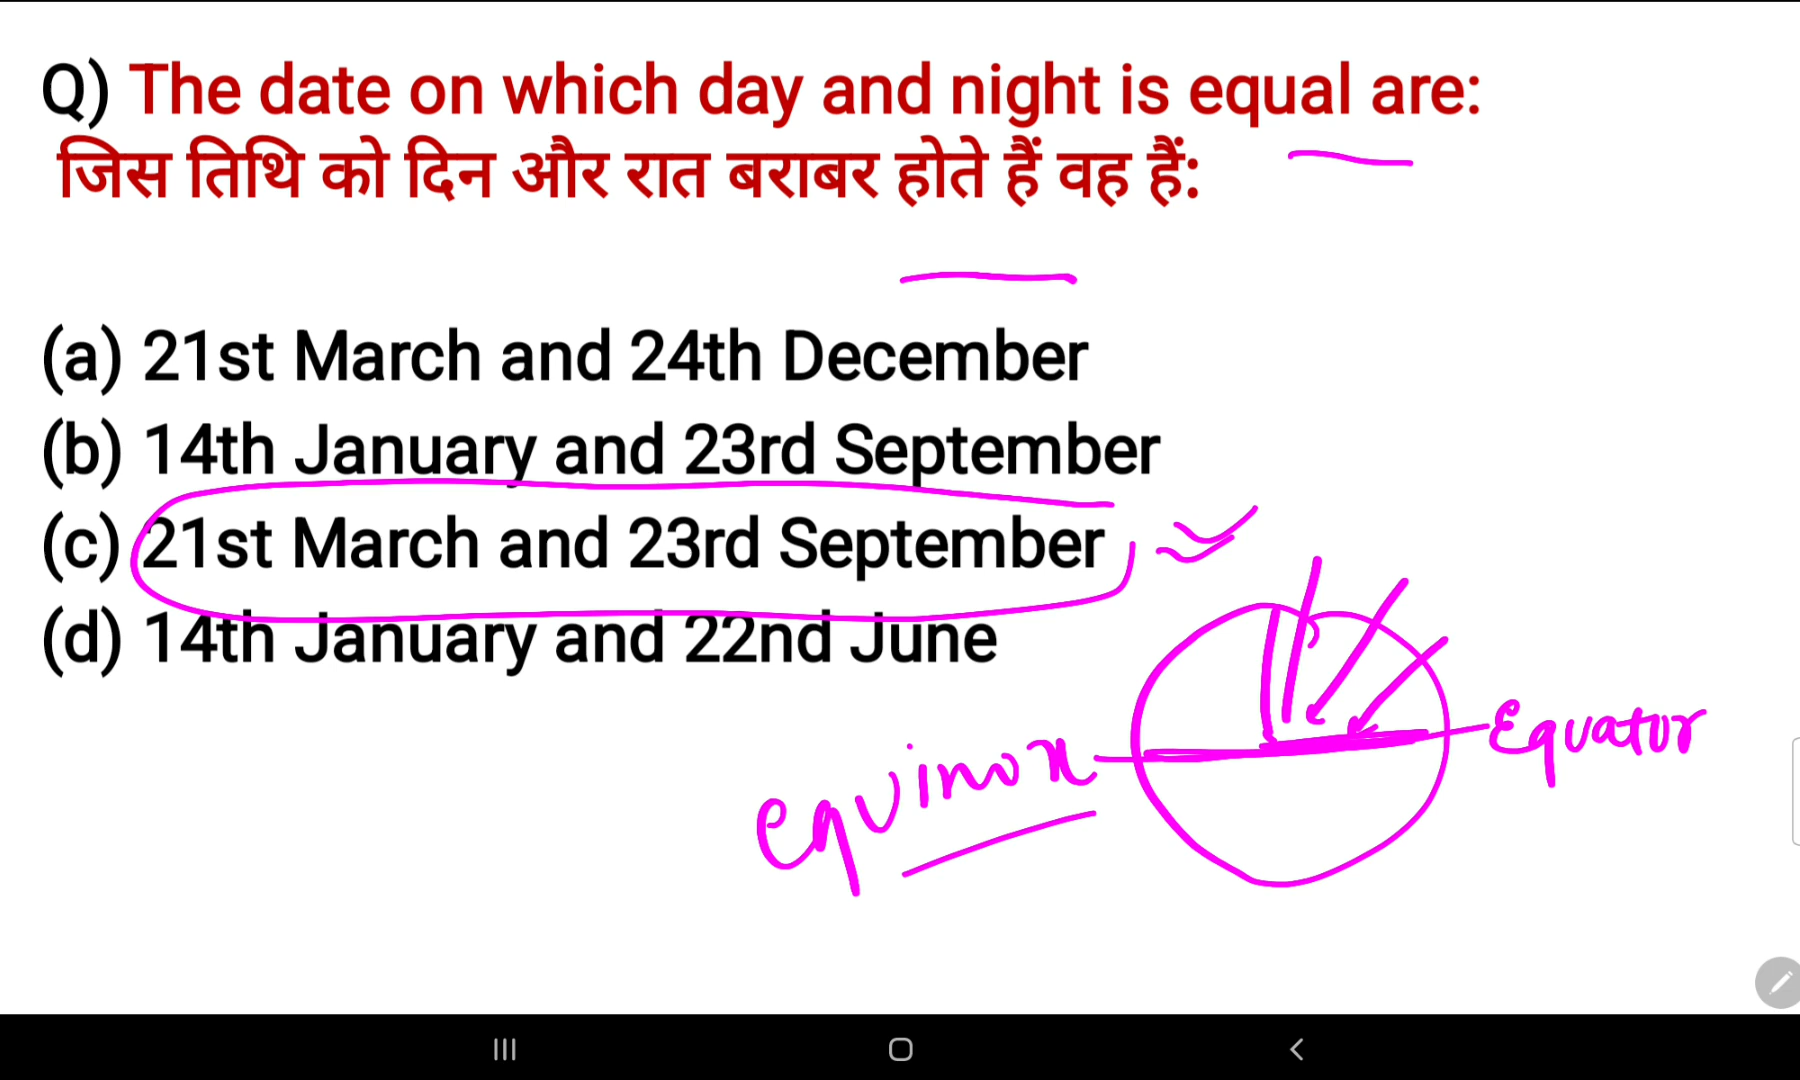 Q) The date on which day and night is equal are:
जिस तिथि को दिन और रात बराबर होते हैं वह हैं:
(a) 21st March and 24th December
(b) 14th January and 23rd September
(c) 21st March and 23rd September
(d) 14th January and 22nd June
Equator
equinox